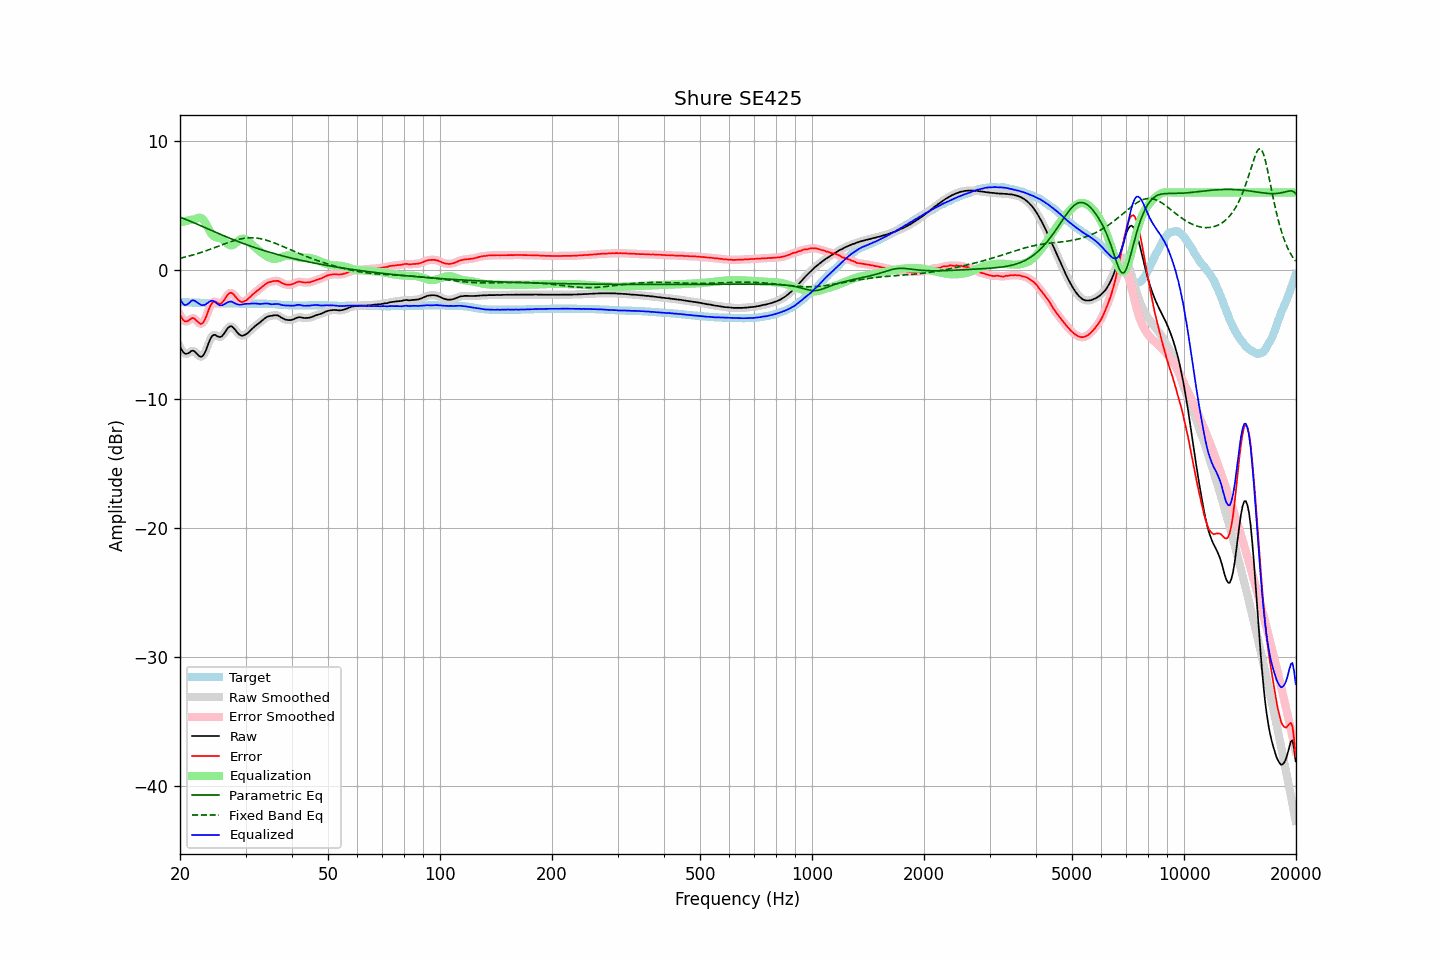 Shure SE425
Amplitude (dBr)
10
0
−10
−20
−30
−40
Target
Raw Smoothed
Error Smoothed
Raw
Error
Equalization
Parametric Eq
Fixed Band Eq
Equalized
20 50 100 200 500 1000 2000 5000 10000 20000
Frequency (Hz)